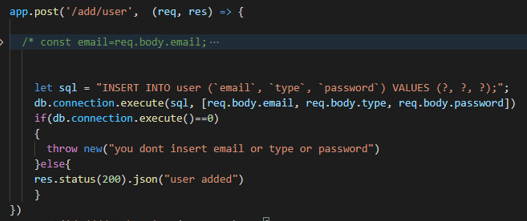 app.post('/add/user', (req, res) => {
/* const email=req.body.email;…
let sql = "INSERT INTO user (`email`, `type`, `password`) VALUES (?, ?, ?);";
db.connection.execute(sql, [req.body.email, req.body.type, req.body.password])
if(db.connection.execute()==0)
{
throw new("you dont insert email or type or password")
}else{
res.status(200).json("user added")
}
})